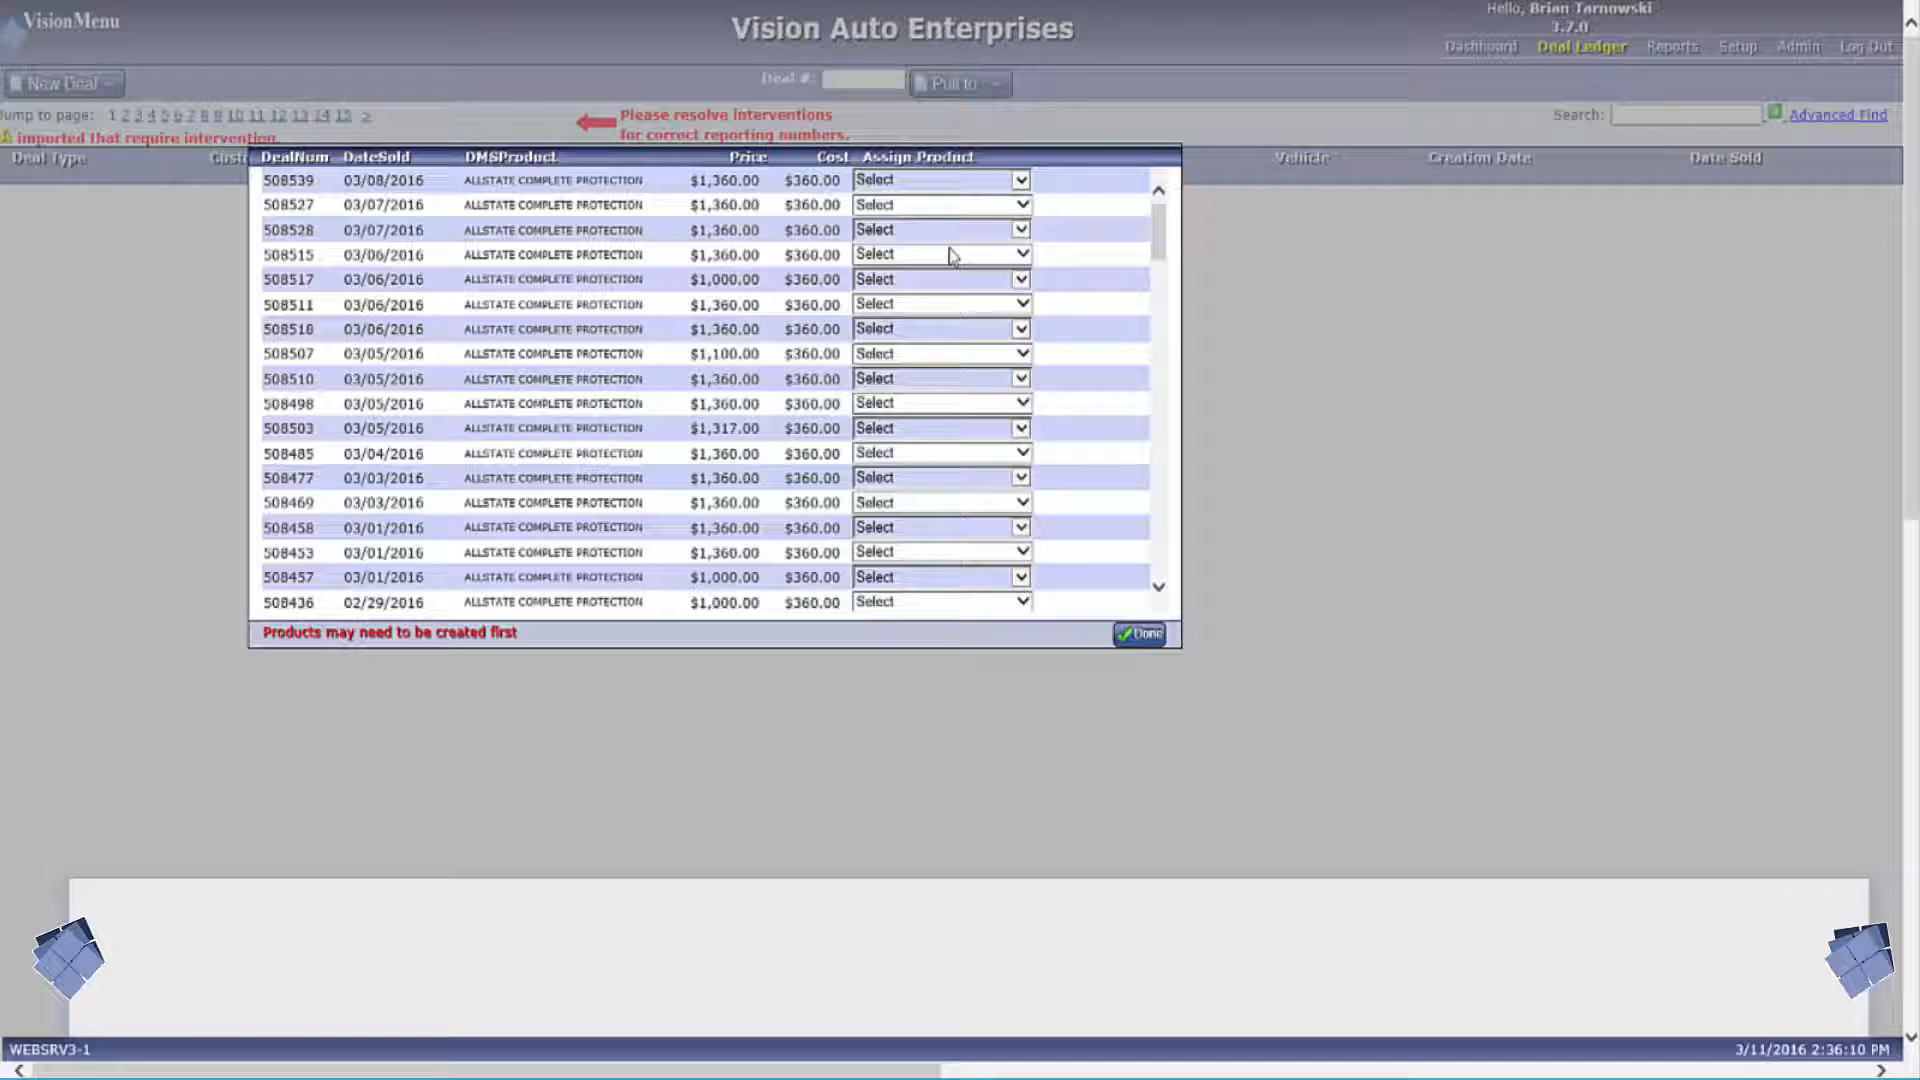 VisionMenu
Vision Auto Enterprises
Hello, Brian Tarnowski
3.7.0
Dashboard Deal Ledger Reports Setup Admin Log Out
New Deal
Deal #:
Pull to
Jump to page: 1 2 3 4 5 6 7 8 9 10 11 12 13 14 15 >
Please resolve interventions
for correct reporting numbers.
Search:
Advanced Find
imported that require intervention.
Deal Type
Cust
Vehicle
Creation Date
Date Sold
DealNum DateSold DMSProduct Price Cost Assign Product
508539 03/08/2016 ALLSTATE COMPLETE PROTECTION $1,360.00 $360.00 Select
508527 03/07/2016 ALLSTATE COMPLETE PROTECTION $1,360.00 $360.00 Select
508528 03/07/2016 ALLSTATE COMPLETE PROTECTION $1,360.00 $360.00 Select
508515 03/06/2016 ALLSTATE COMPLETE PROTECTION $1,360.00 $360.00 Select
508517 03/06/2016 ALLSTATE COMPLETE PROTECTION $1,000.00 $360.00 Select
508511 03/06/2016 ALLSTATE COMPLETE PROTECTION $1,360.00 $360.00 Select
508518 03/06/2016 ALLSTATE COMPLETE PROTECTION $1,360.00 $360.00 Select
508507 03/05/2016 ALLSTATE COMPLETE PROTECTION $1,100.00 $360.00 Select
508510 03/05/2016 ALLSTATE COMPLETE PROTECTION $1,360.00 $360.00 Select
508498 03/05/2016 ALLSTATE COMPLETE PROTECTION $1,360.00 $360.00 Select
508503 03/05/2016 ALLSTATE COMPLETE PROTECTION $1,317.00 $360.00 Select
508485 03/04/2016 ALLSTATE COMPLETE PROTECTION $1,360.00 $360.00 Select
508477 03/03/2016 ALLSTATE COMPLETE PROTECTION $1,360.00 $360.00 Select
508469 03/03/2016 ALLSTATE COMPLETE PROTECTION $1,360.00 $360.00 Select
508458 03/01/2016 ALLSTATE COMPLETE PROTECTION $1,360.00 $360.00 Select
508453 03/01/2016 ALLSTATE COMPLETE PROTECTION $1,360.00 $360.00 Select
508457 03/01/2016 ALLSTATE COMPLETE PROTECTION $1,000.00 $360.00 Select
508436 02/29/2016 ALLSTATE COMPLETE PROTECTION $1,000.00 $360.00 Select
Products may need to be created first
Done
WEBSRV3-1
3/11/2016 2:36:10 PM